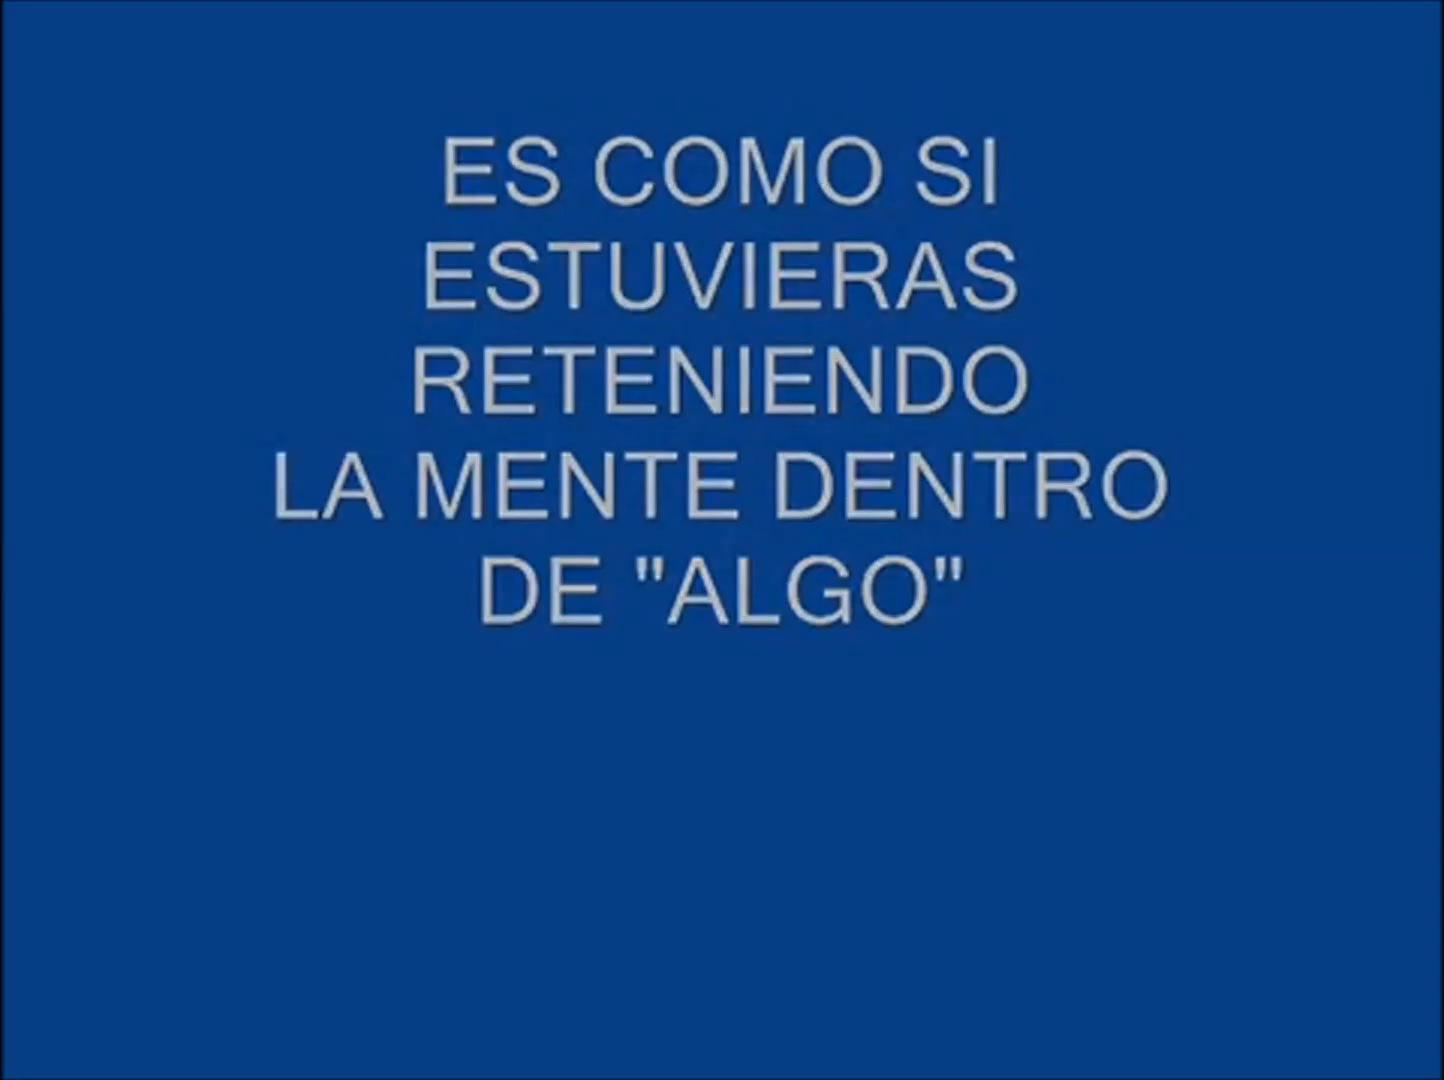 ES COMO SI
ESTUVIERAS
RETENIENDO
LA MENTE DENTRO
DE "ALGO"